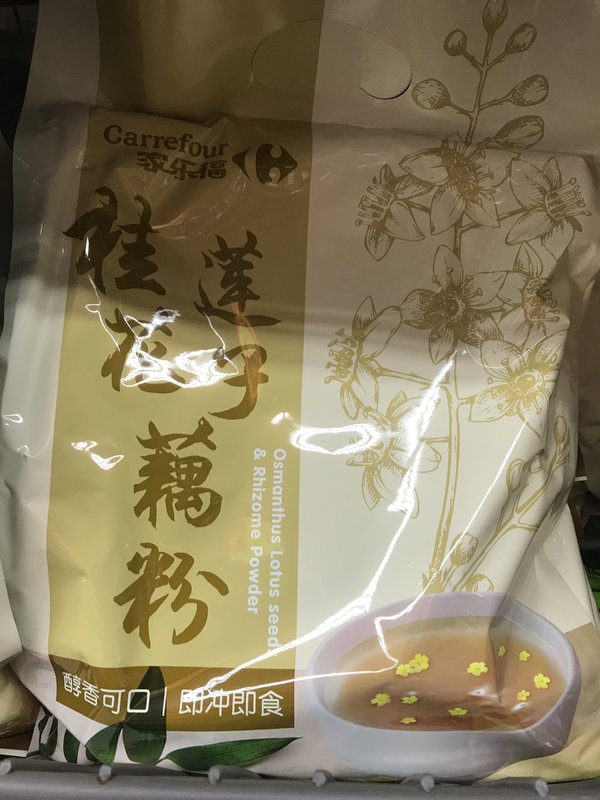 Carrefour
家乐福
桂花
莲子
藕粉
Osmanthus Lotus seed
& Rhizome Powder
醇香可口 | 即冲即食